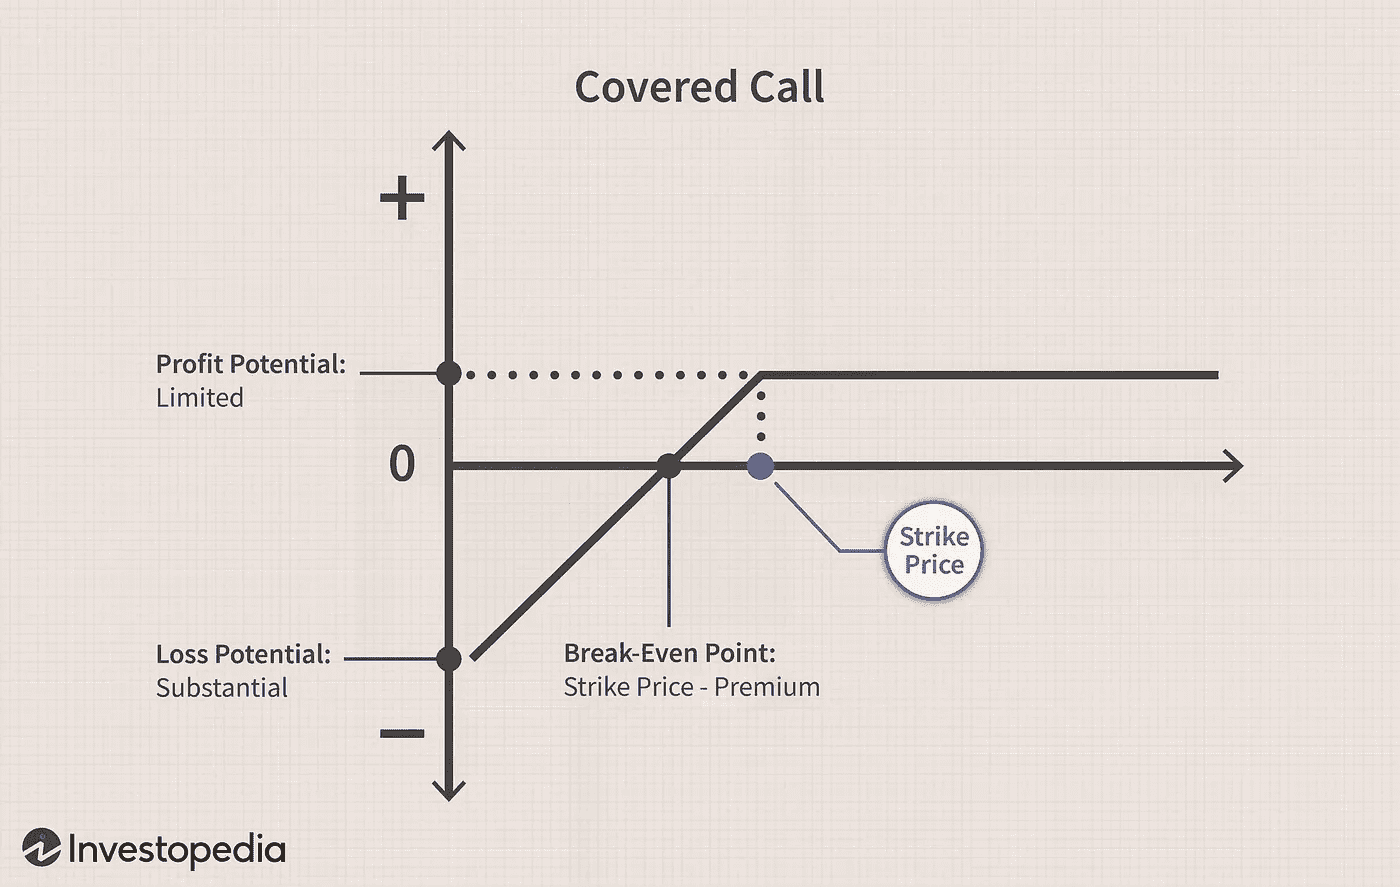 Covered Call
+
Profit Potential:
Limited
0
Strike
Price
Loss Potential:
Substantial
Break-Even Point:
Strike Price - Premium
−
Investopedia